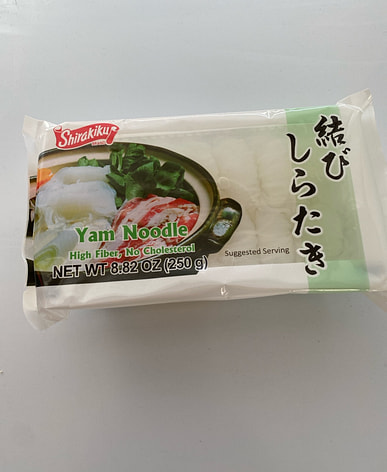 Shirakiku
結び
しらたき
Yam Noodle
High Fiber, No Cholesterol
NET WT 8.82 OZ (250 g)
Suggested Serving